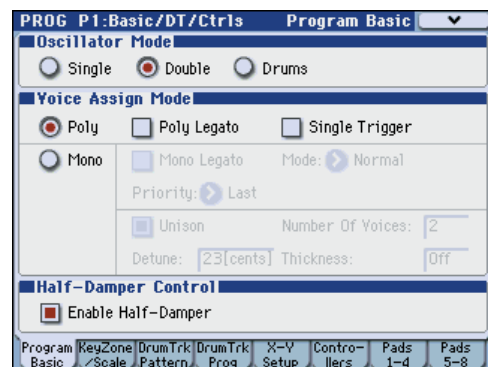 PROG P1:Basic/DT/Ctrls Program Basic
Oscillator Mode
Single Double Drums
Voice Assign Mode
Poly Poly Legato Single Trigger
Mono Mono Legato Mode: Normal
Priority: Last
Unison Number Of Voices: 2
Detune: 23[cents] Thickness: Off
Half-Damper Control
Enable Half-Damper
Program Basic KeyZone /Scale DrumTrk Pattern DrumTrk Prog X-Y Setup Contro- llers Pads 1-4 Pads 5-8